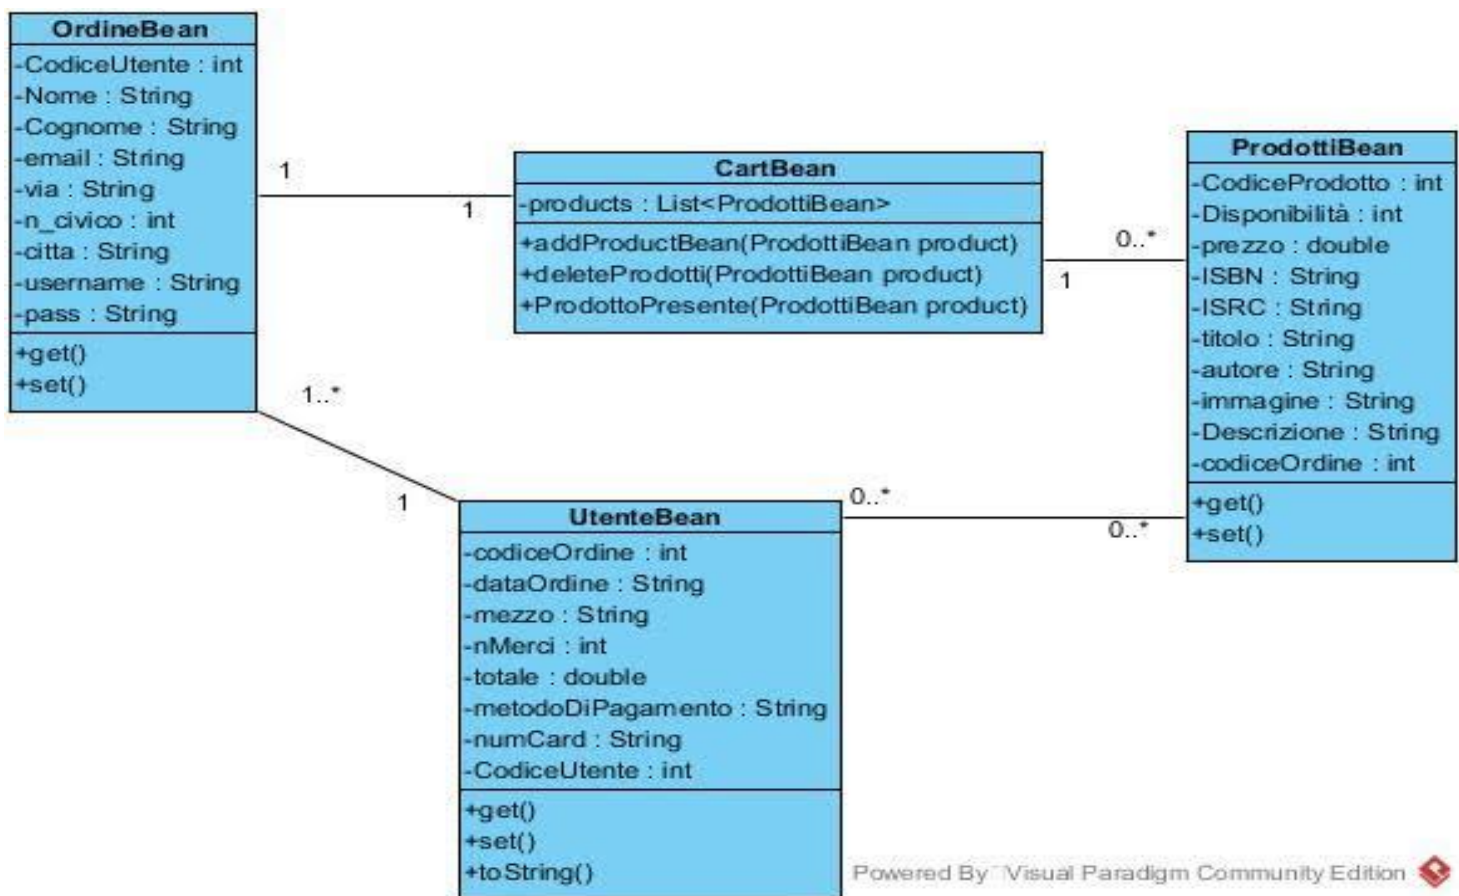 OrdineBean
-CodiceUtente : int
-Nome : String
-Cognome : String
-email : String
-via : String
-n_civico : int
-citta : String
-username : String
-pass : String
+get()
+set()
1
1
CartBean
-products : List<ProdottiBean>
+addProductBean(ProdottiBean product)
+deleteProdotti(ProdottiBean product)
+ProdottoPresente(ProdottiBean product)
0..*
1
ProdottiBean
-CodiceProdotto : int
-Disponibilità : int
-prezzo : double
-ISBN : String
-ISRC : String
-titolo : String
-autore : String
-immagine : String
-Descrizione : String
-codiceOrdine : int
+get()
+set()
1..*
1
UtenteBean
-codiceOrdine : int
-dataOrdine : String
-mezzo : String
-nMerci : int
-totale : double
-metodoDiPagamento : String
-numCard : String
-CodiceUtente : int
+get()
+set()
+toString()
0..*
0..*
Powered By Visual Paradigm Community Edition